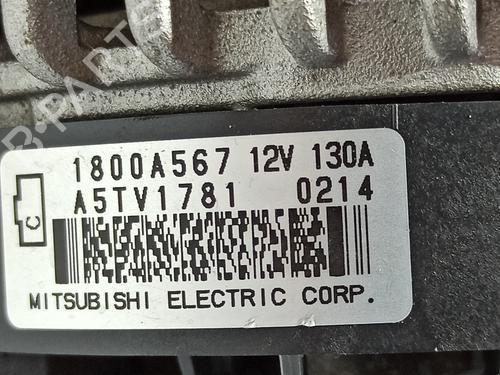 1800A567 12V 130A
A5TV1781 0214
C
MITSUBISHI ELECTRIC CORP.